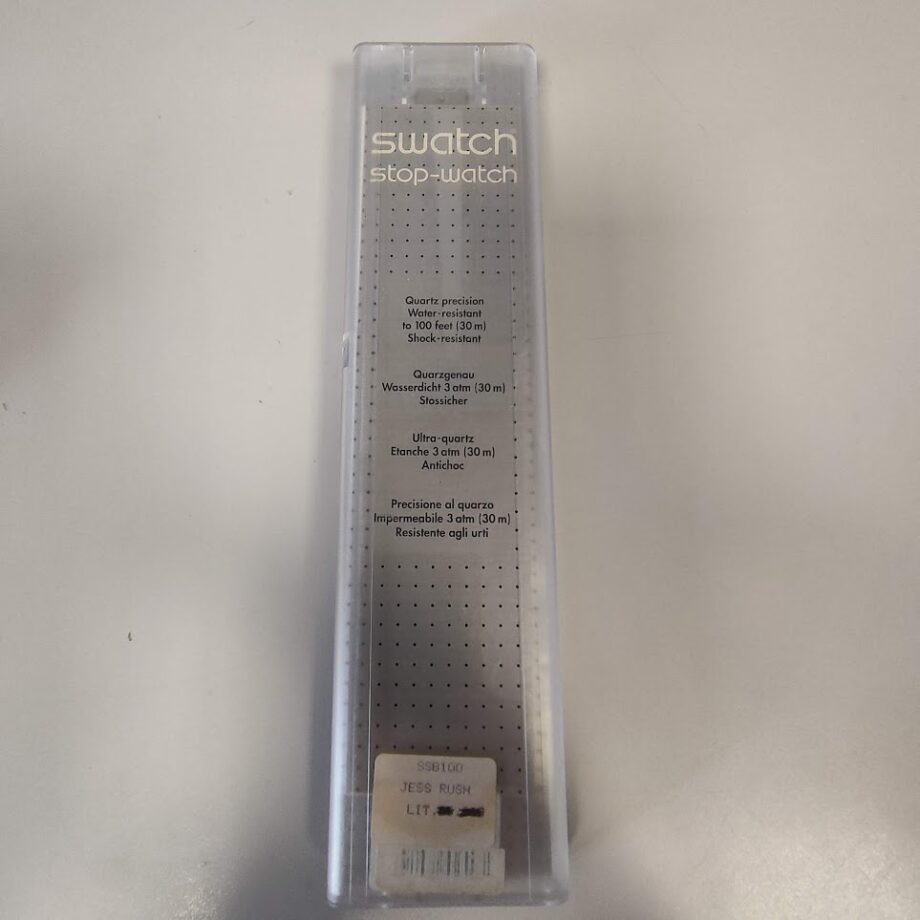 swatch
stop-watch
Quartz precision
Water-resistant
to 100 feet (30 m)
Shock-resistant
Quarzgenau
Wasserdicht 3 atm (30 m)
Stossicher
Ultra-quartz
Etanche 3 atm (30 m)
Antichoc
Precisione al quarzo
Impermeabile 3 atm (30 m)
Resistente agli urti
SSB100
JESS RUSH
LIT.